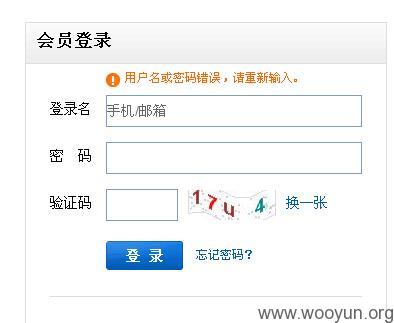 会员登录
用户名或密码错误，请重新输入。
登录名 手机/邮箱
密 码
验证码 17u4 换一张
登 录 忘记密码?
www.wooyun.org